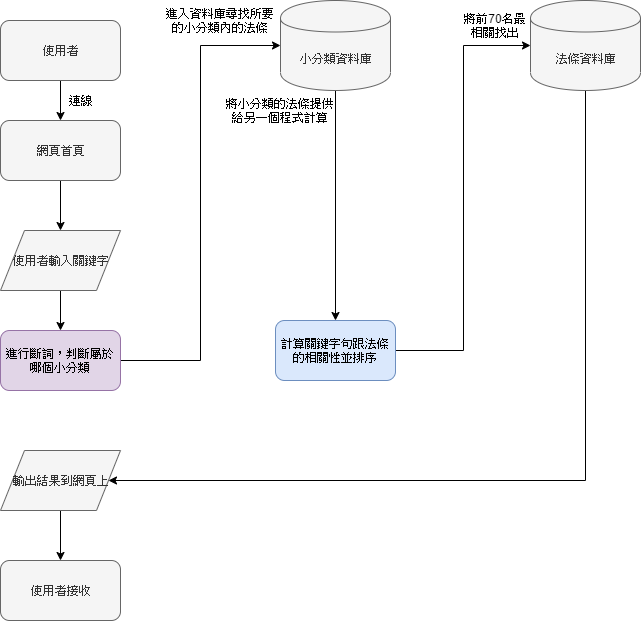 使用者
連線
網頁首頁
使用者輸入關鍵字
進行斷詞，判斷屬於
哪個小分類
進入資料庫尋找所要
的小分類內的法條
小分類資料庫
將小分類的法條提供
給另一個程式計算
計算關鍵字句跟法條
的相關性並排序
將前70名最
相關找出
法條資料庫
輸出結果到網頁上
使用者接收